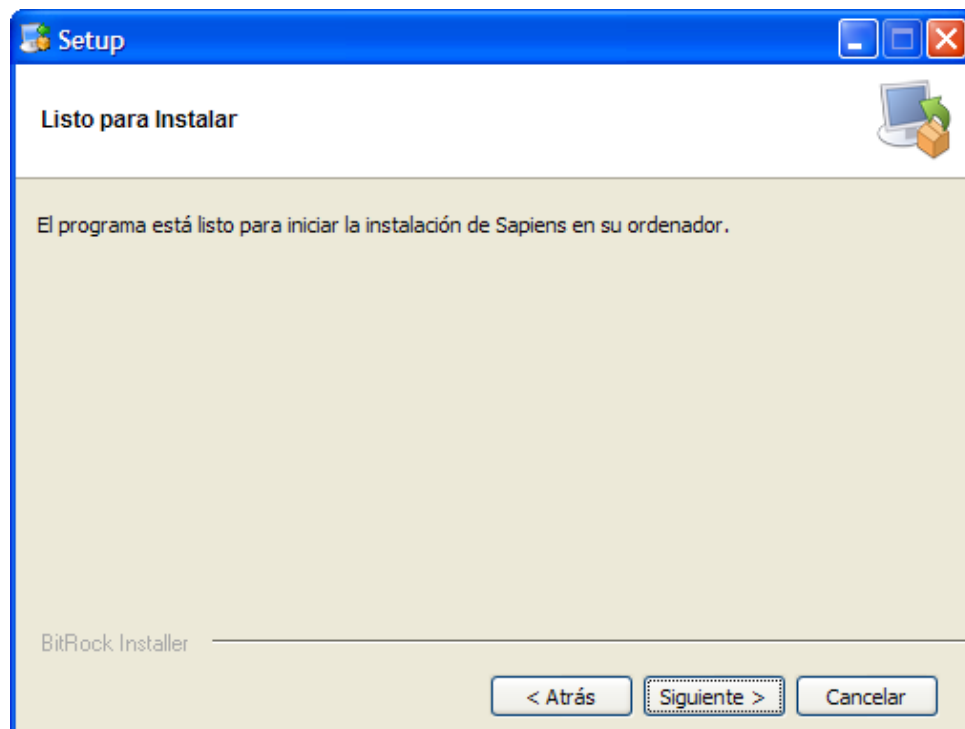 Setup
Listo para Instalar
El programa está listo para iniciar la instalación de Sapiens en su ordenador.
BitRock Installer
< Atrás
Siguiente >
Cancelar